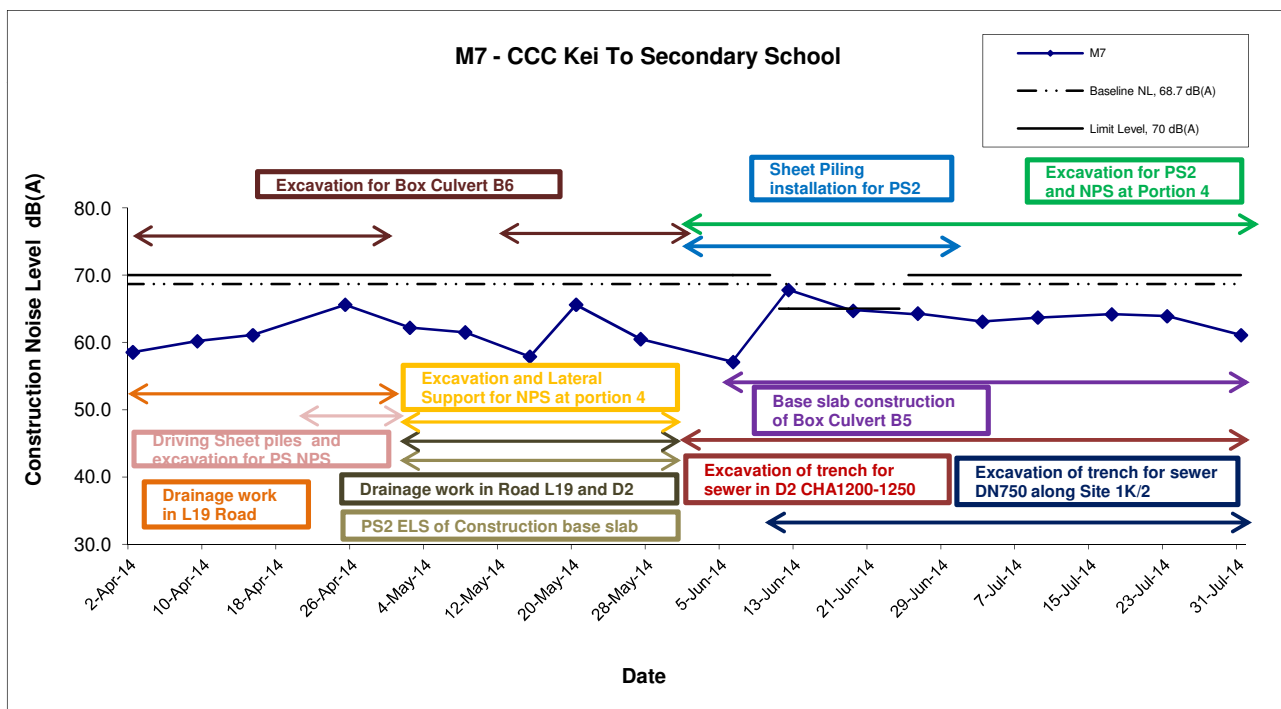 M7 - CCC Kei To Secondary School
M7
Baseline NL, 68.7 dB(A)
Limit Level, 70 dB(A)
Construction Noise Level dB(A)
80.0
70.0
60.0
50.0
40.0
30.0
Excavation for Box Culvert B6
Sheet Piling
installation for PS2
Excavation for PS2
and NPS at Portion 4
Excavation and Lateral
Support for NPS at portion 4
Base slab construction
of Box Culvert B5
Driving Sheet piles and
excavation for PS NPS
Drainage work
in L19 Road
Drainage work in Road L19 and D2
PS2 ELS of Construction base slab
Excavation of trench for
sewer in D2 CHA1200-1250
Excavation of trench for sewer
DN750 along Site 1K/2
2-Apr-14
10-Apr-14
18-Apr-14
26-Apr-14
4-May-14
12-May-14
20-May-14
28-May-14
5-Jun-14
13-Jun-14
21-Jun-14
29-Jun-14
7-Jul-14
15-Jul-14
23-Jul-14
31-Jul-14
Date